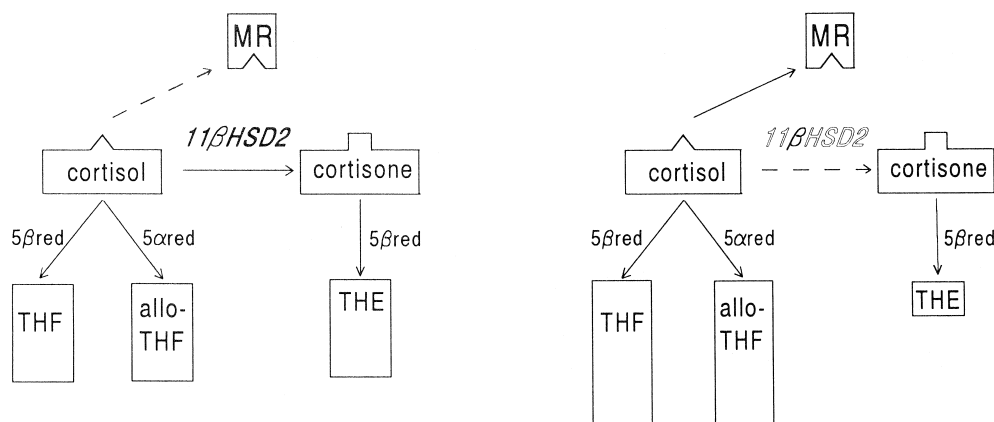 MR
11βHSD2
cortisol
cortisone
5βred
5αred
5βred
THF
allo-
THF
THE
MR
11βHSD2
cortisol
cortisone
5βred
5αred
5βred
THF
allo-
THF
THE